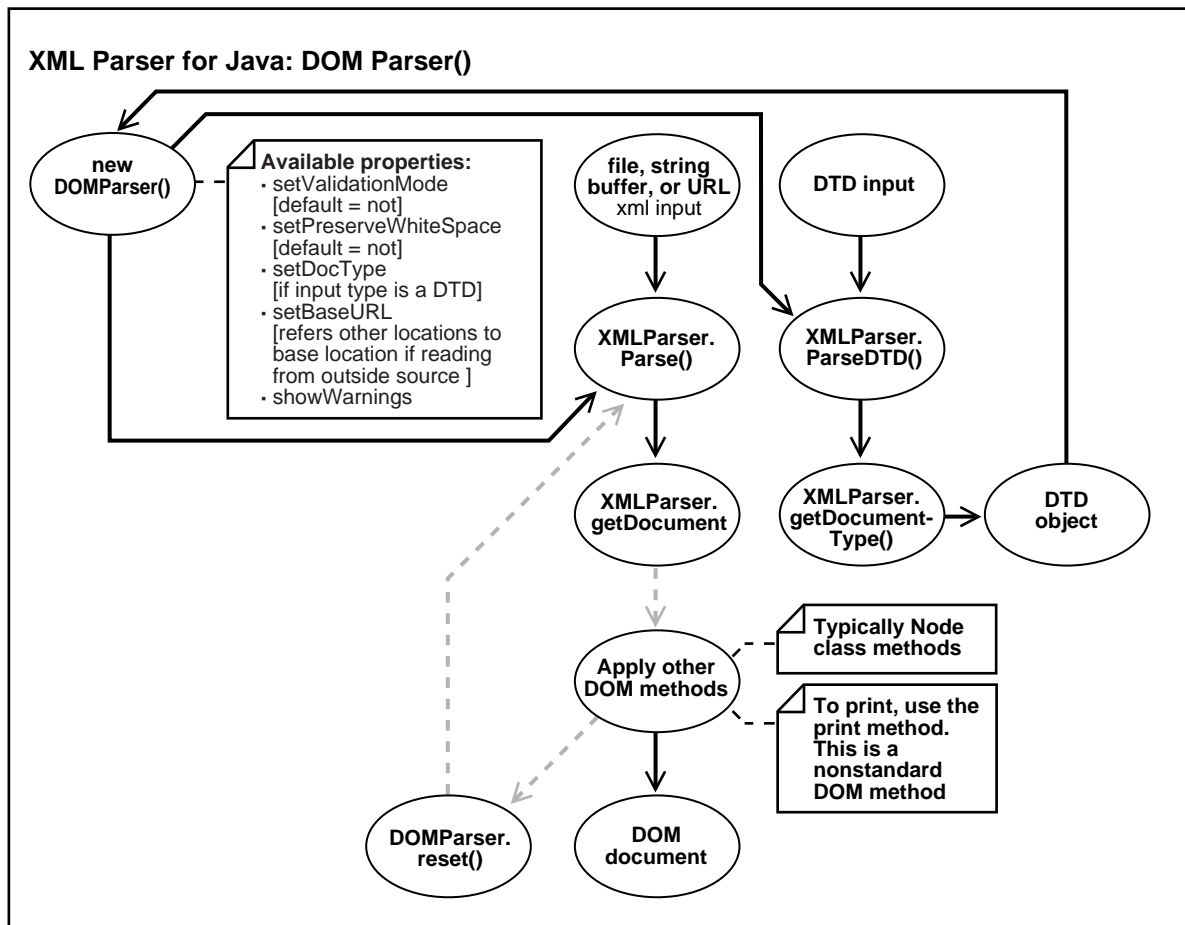 XML Parser for Java: DOM Parser()
new
DOMParser()
Available properties:
· setValidationMode
[default = not]
· setPreserveWhiteSpace
[default = not]
· setDocType
[if input type is a DTD]
· setBaseURL
[refers other locations to
base location if reading
from outside source ]
· showWarnings
file, string
buffer, or URL
xml input
DTD input
XMLParser.
Parse()
XMLParser.
ParseDTD()
XMLParser.
getDocument
XMLParser.
getDocument-
Type()
DTD
object
Apply other
DOM methods
Typically Node
class methods
To print, use the
print method.
This is a
nonstandard
DOM method
DOMParser.
reset()
DOM
document